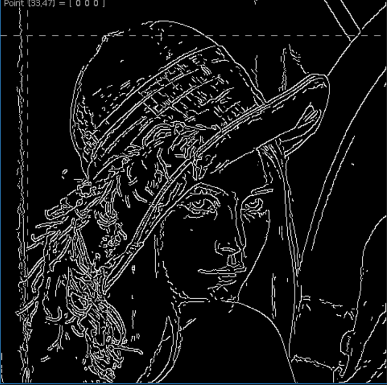 Point (33,47) = [ 0 0 0 ]